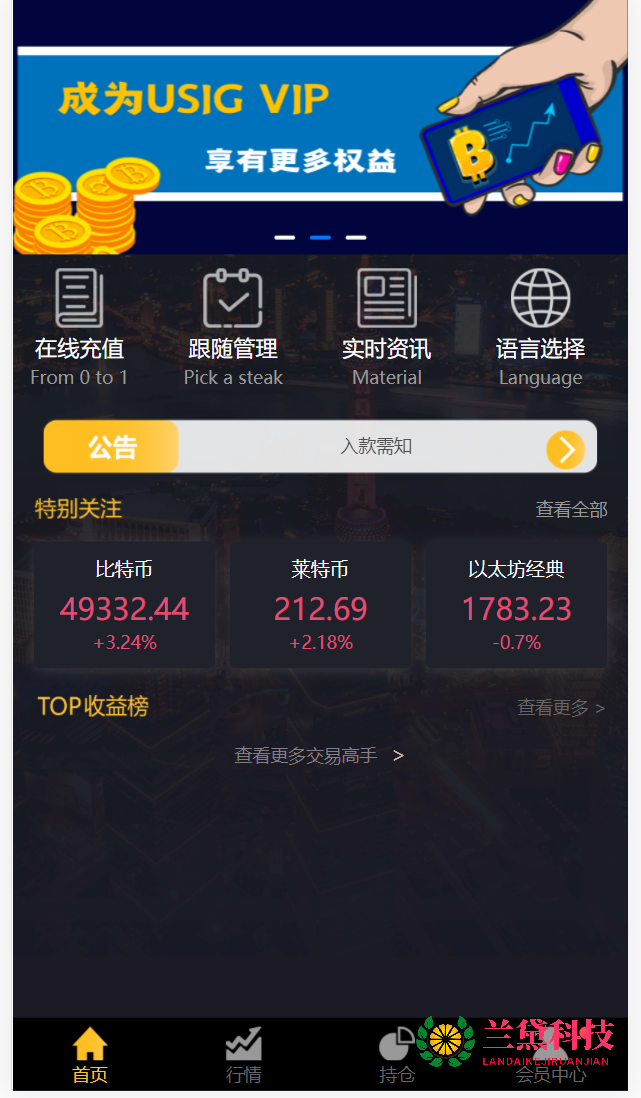 成为USIG VIP
享有更多权益
在线充值 跟随管理 实时资讯 语言选择
From 0 to 1 Pick a steak Material Language
公告 入款需知
特别关注 查看全部
比特币 莱特币 以太坊经典
49332.44 212.69 1783.23
+3.24% +2.18% -0.7%
TOP收益榜 查看更多 >
查看更多交易高手 >
兰黛科技
LANDAIKEJIRUANJIAN
首页 行情 持仓 会员中心